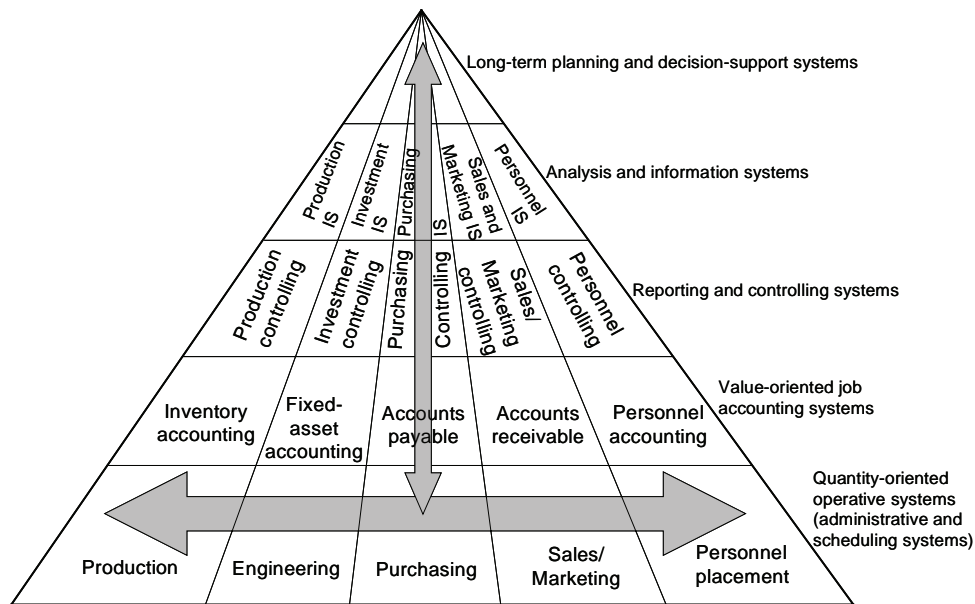 Long-term planning and decision-support systems
Production
IS
Investment
IS
Purchasing
IS
Sales and
Marketing IS
Personnel
IS
Analysis and information systems
Production
controlling
Investment
controlling
Purchasing
Controlling
Sales/
Marketing
controlling
Personnel
controlling
Reporting and controlling systems
Inventory
accounting
Fixed-
asset
accounting
Accounts
payable
Accounts
receivable
Personnel
accounting
Value-oriented job
accounting systems
Production
Engineering
Purchasing
Sales/
Marketing
Personnel
placement
Quantity-oriented
operative systems
(administrative and
scheduling systems)